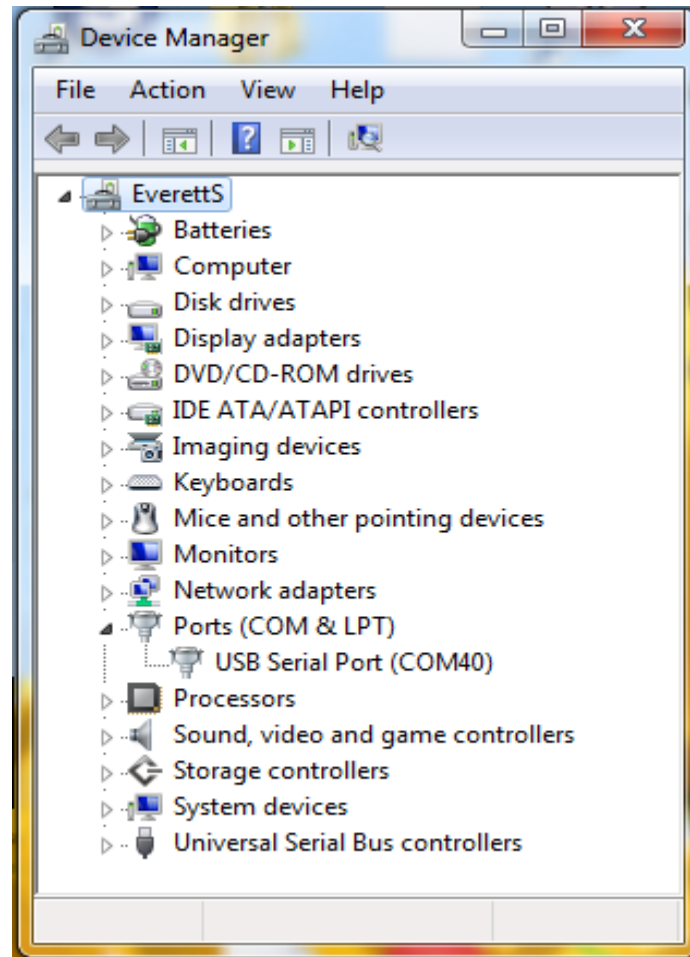 Device Manager
File Action View Help
EverettS
Batteries
Computer
Disk drives
Display adapters
DVD/CD-ROM drives
IDE ATA/ATAPI controllers
Imaging devices
Keyboards
Mice and other pointing devices
Monitors
Network adapters
Ports (COM & LPT)
USB Serial Port (COM40)
Processors
Sound, video and game controllers
Storage controllers
System devices
Universal Serial Bus controllers